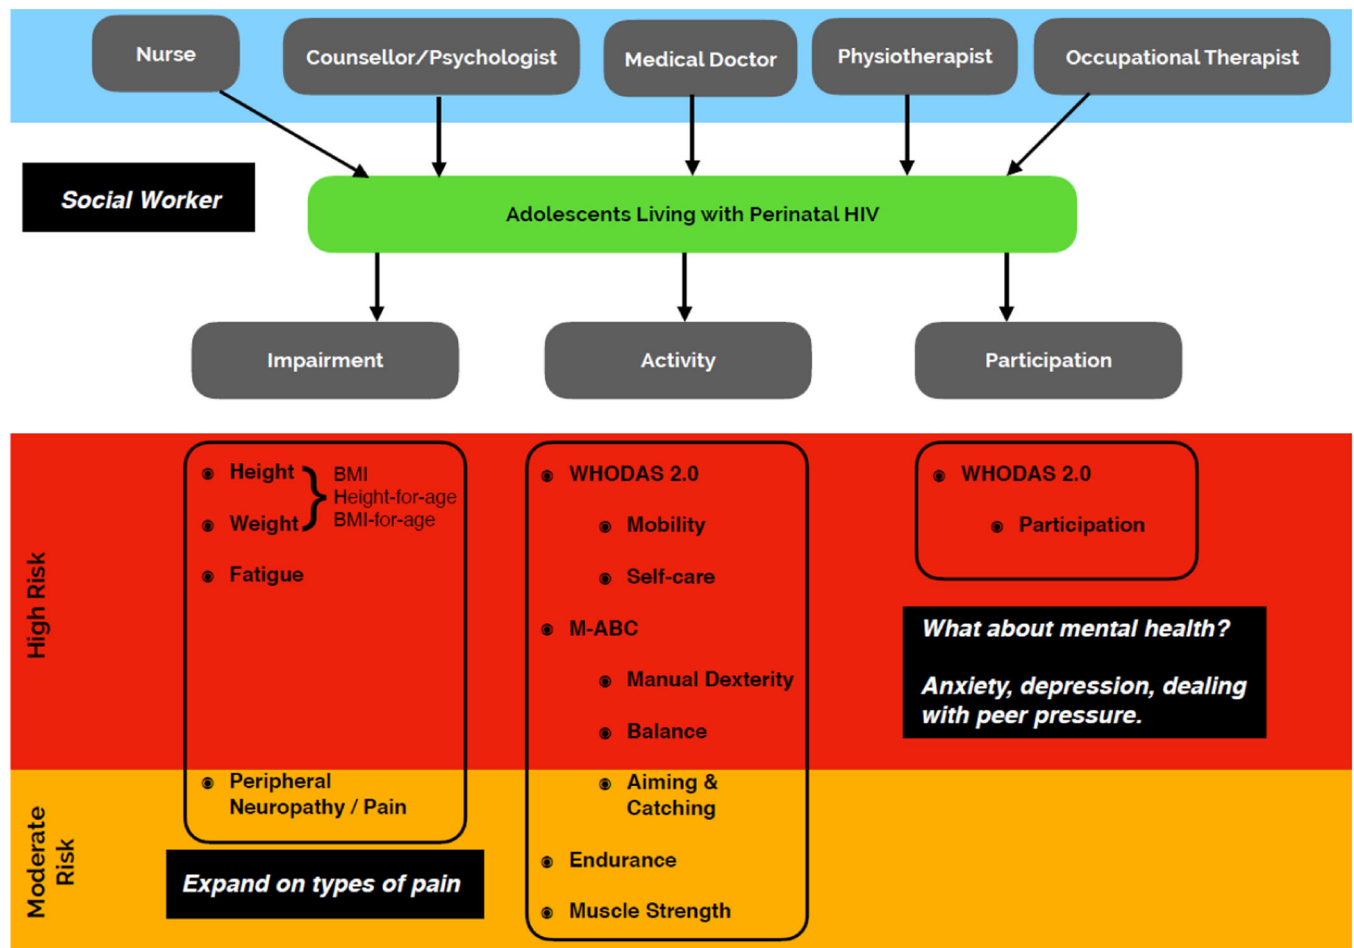 Nurse
Counsellor/Psychologist
Medical Doctor
Physiotherapist
Occupational Therapist
Social Worker
Adolescents Living with Perinatal HIV
Impairment
Activity
Participation
High Risk
Height
Weight
BMI
Height-for-age
BMI-for-age
Fatigue
Peripheral
Neuropathy / Pain
WHODAS 2.0
Mobility
Self-care
M-ABC
Manual Dexterity
Balance
Aiming &
Catching
Endurance
Muscle Strength
WHODAS 2.0
Participation
What about mental health?
Anxiety, depression, dealing
with peer pressure.
Moderate
Risk
Expand on types of pain